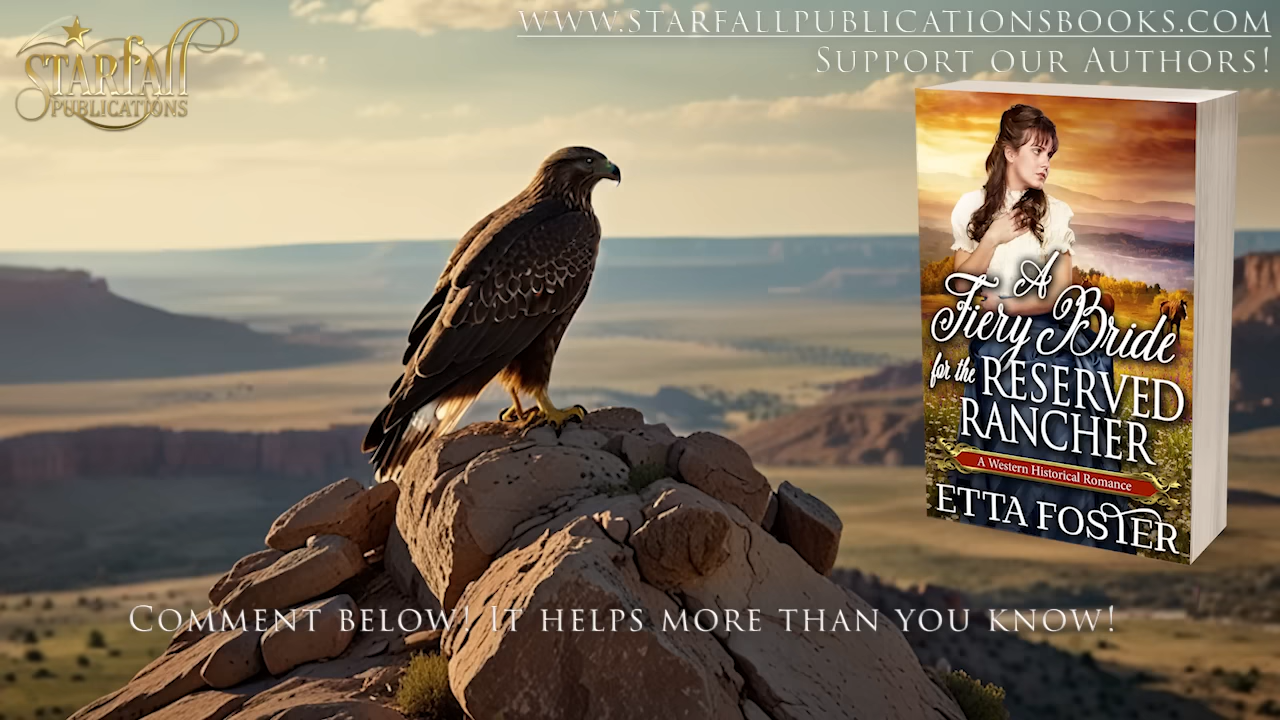 WWW.STARFALLPUBLICATIONSBOOKS.COM
SUPPORT OUR AUTHORS!
STARfall
PUBLICATIONS
A
Fiery Bride
for the RESERVED
RANCHER
A Western Historical Romance
ETTA FOSTER
COMMENT BELOW! IT HELPS MORE THAN YOU KNOW!